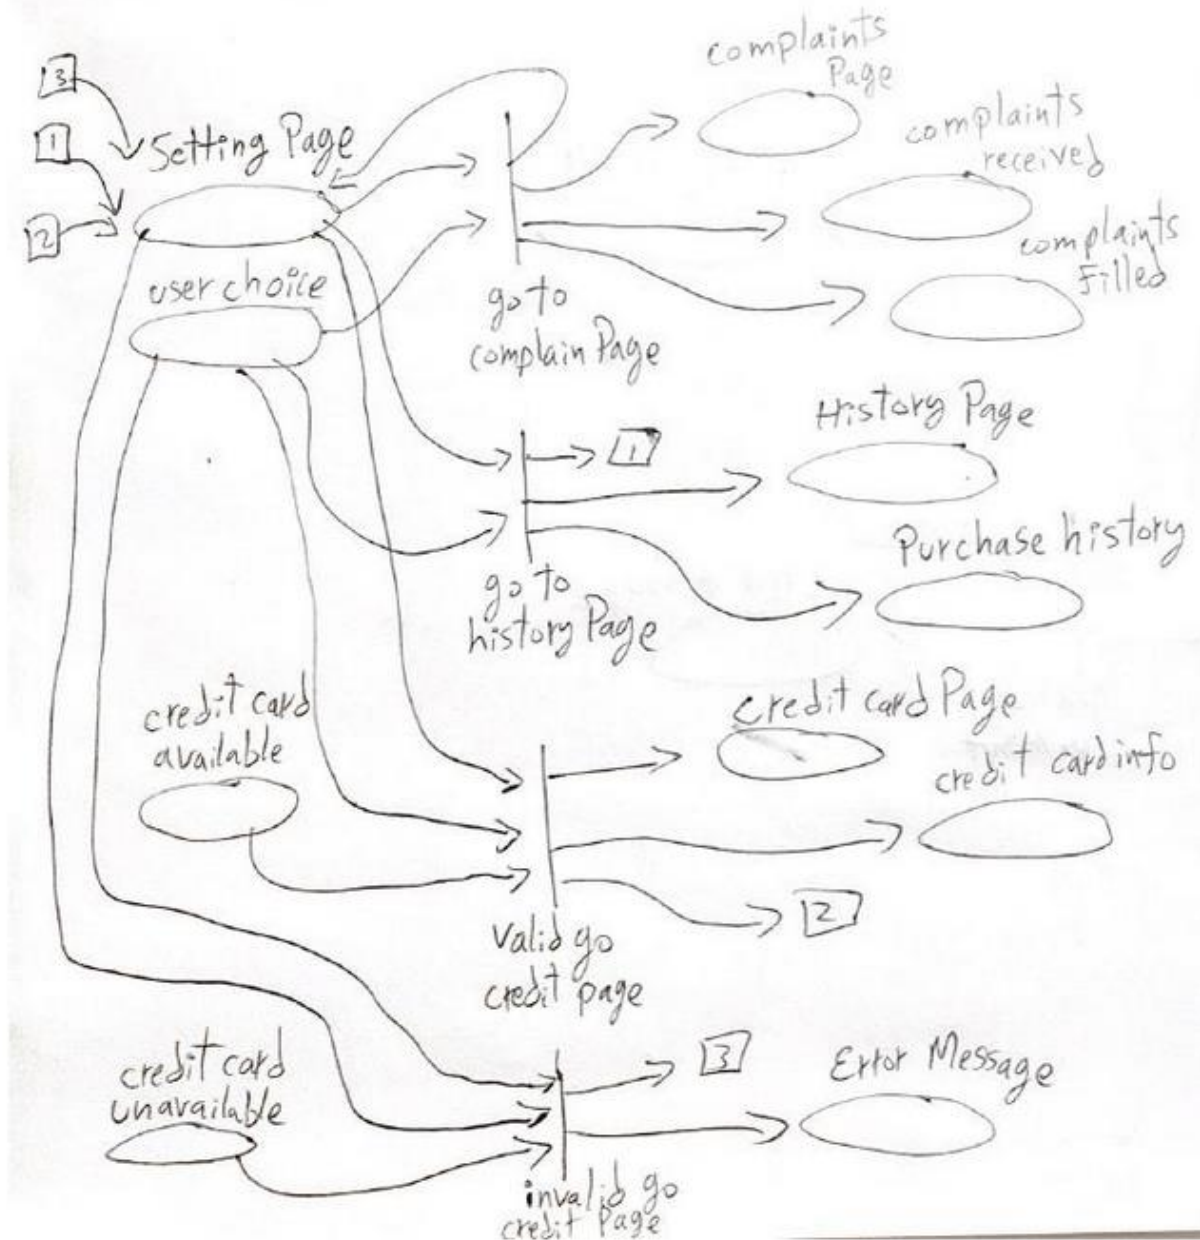 complaints
Page
3
complaints
received
1
Setting Page
2
complaints
Filled
user choice
go to
complain Page
History Page
1
Purchase history
go to
history Page
credit card
available
credit card Page
credit card info
2
Valid go
credit page
3
Error Message
credit card
unavailable
invalid go
credit Page